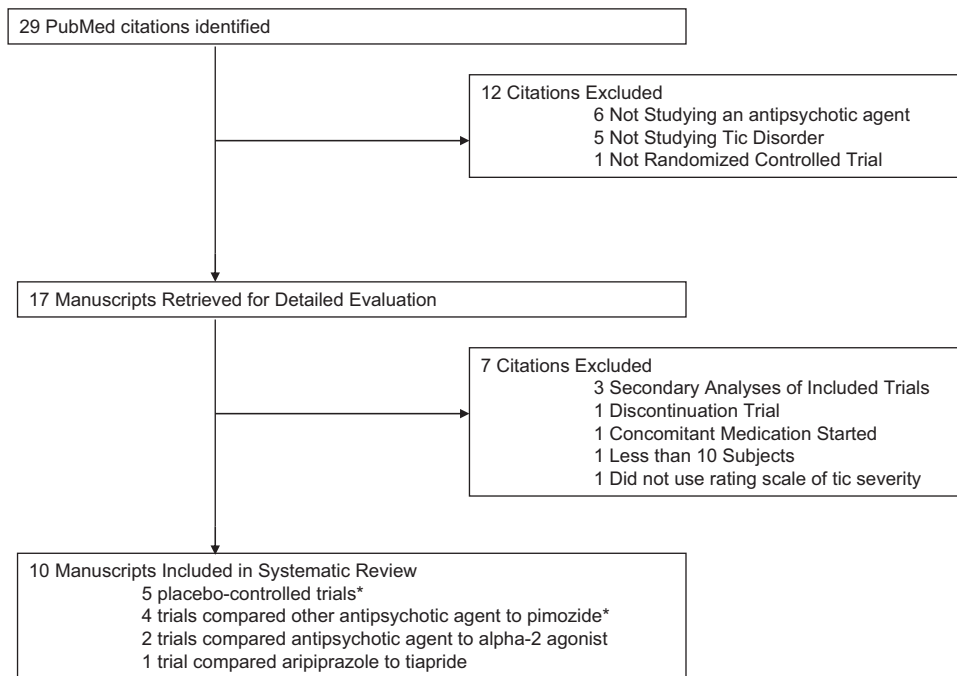 29 PubMed citations identified
12 Citations Excluded
6 Not Studying an antipsychotic agent
5 Not Studying Tic Disorder
1 Not Randomized Controlled Trial
17 Manuscripts Retrieved for Detailed Evaluation
7 Citations Excluded
3 Secondary Analyses of Included Trials
1 Discontinuation Trial
1 Concomitant Medication Started
1 Less than 10 Subjects
1 Did not use rating scale of tic severity
10 Manuscripts Included in Systematic Review
5 placebo-controlled trials*
4 trials compared other antipsychotic agent to pimozide*
2 trials compared antipsychotic agent to alpha-2 agonist
1 trial compared aripiprazole to tiapride